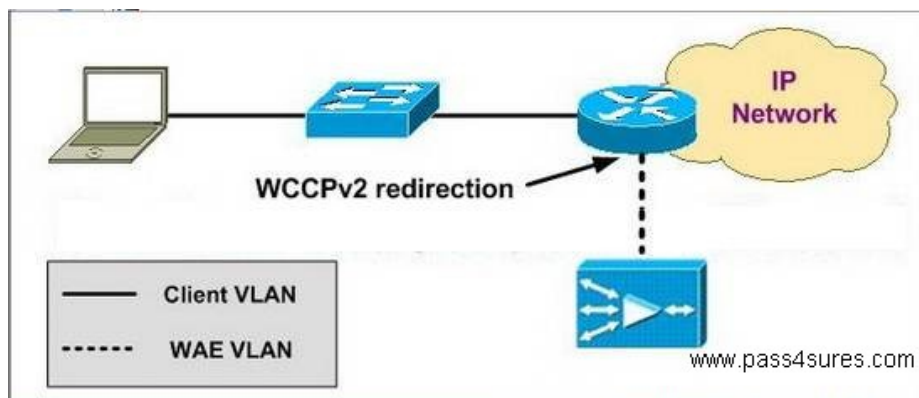 IP
Network
WCCPv2 redirection
Client VLAN
WAE VLAN
www.pass4sures.com